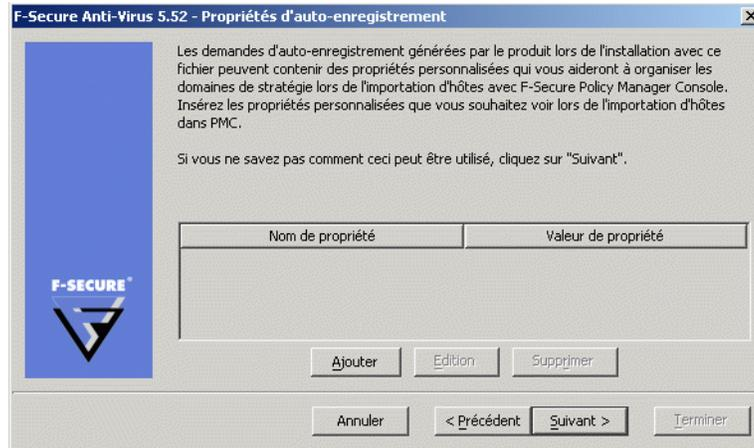 F-Secure Anti-Virus 5.52 - Propriétés d'auto-enregistrement
Les demandes d'auto-enregistrement générées par le produit lors de l'installation avec ce
fichier peuvent contenir des propriétés personnalisées qui vous aideront à organiser les
domaines de stratégie lors de l'importation d'hôtes avec F-Secure Policy Manager Console.
Insérez les propriétés personnalisées que vous souhaitez voir lors de l'importation d'hôtes
dans PMC.
Si vous ne savez pas comment ceci peut être utilisé, cliquez sur "Suivant".
Nom de propriété Valeur de propriété
F-SECURE®
Ajouter Edition Supprimer
Annuler < Précédent Suivant > Terminer